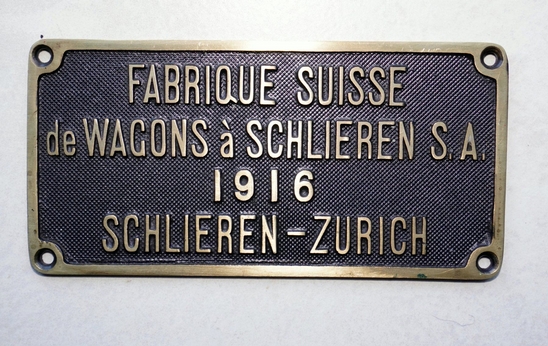 FABRIQUE SUISSE
de WAGONS à SCHLIEREN S.A.
1916
SCHLIEREN-ZURICH